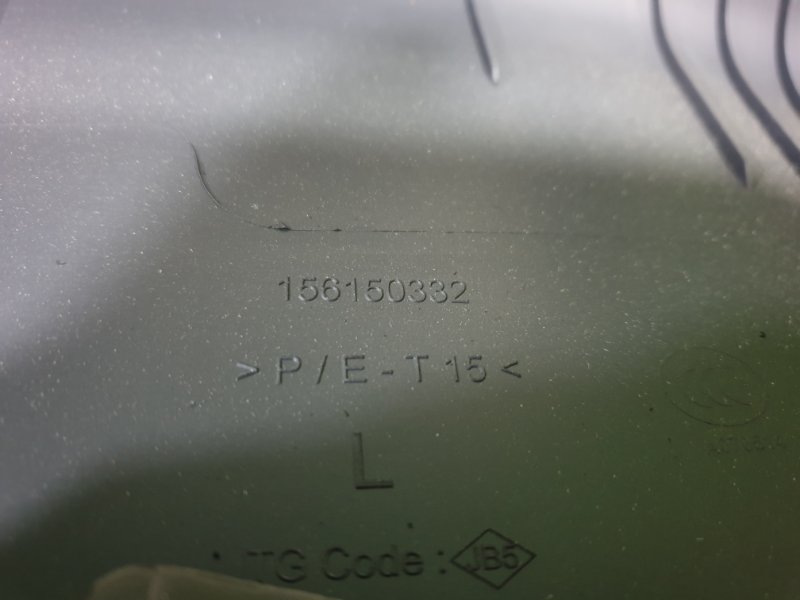 156150332
>P/E-T15<
L
TG Code: JB5